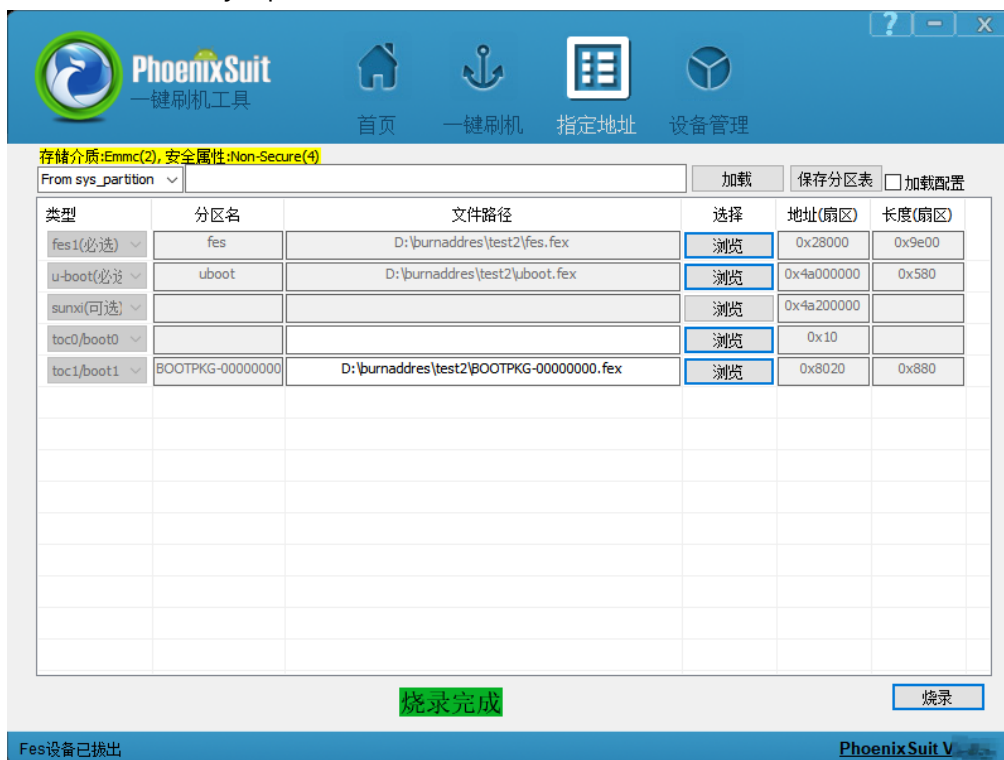 ? — X
PhoenixSuit
一键刷机工具
首页 一键刷机 指定地址 设备管理
存储介质:Emmc(2), 安全属性:Non-Secure(4)
From sys_partition 加载 保存分区表 加载配置
类型 分区名 文件路径 选择 地址(扇区) 长度(扇区)
fes1(必选) fes D:\burnaddres\test2\fes.fex 浏览 0x28000 0x9e00
u-boot(必选 uboot D:\burnaddres\test2\uboot.fex 浏览 0x4a000000 0x580
sunxi(可选) 浏览 0x4a200000
toc0/boot0 浏览 0x10
toc1/boot1 BOOTPKG-00000000 D:\burnaddres\test2\BOOTPKG-00000000.fex 浏览 0x8020 0x880
烧录完成 烧录
Fes设备已拔出 PhoenixSuit V